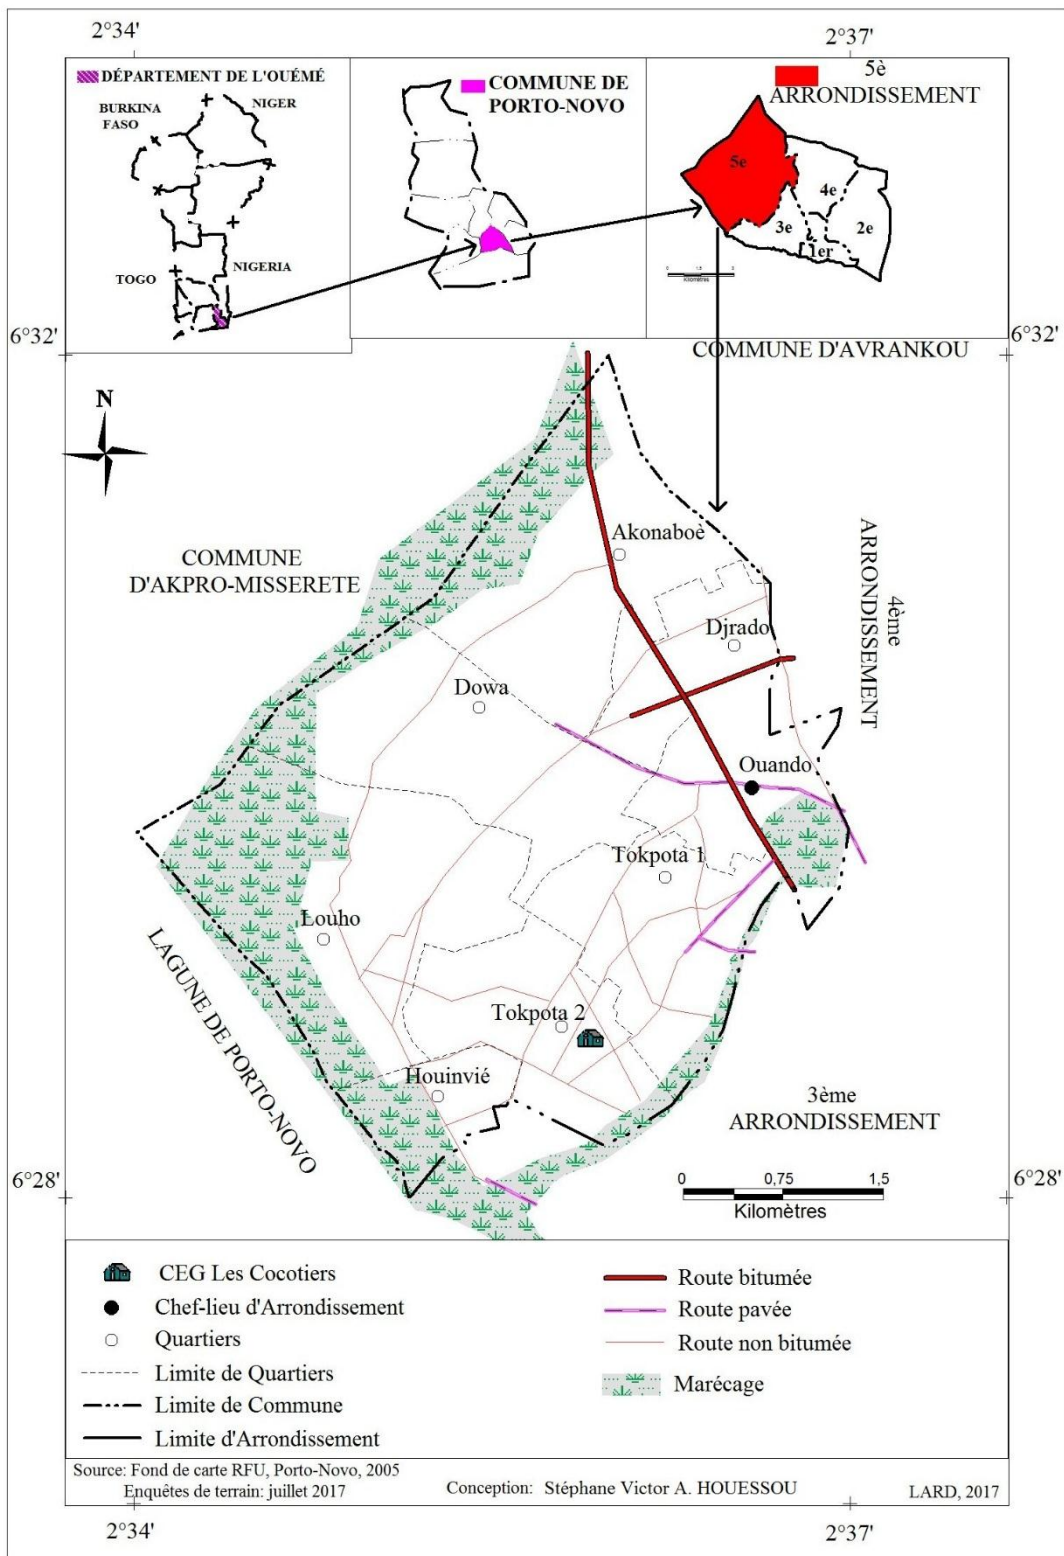 2°34'
2°37'
DÉPARTEMENT DE L'OUÉMÉ
BURKINA
FASO
NIGER
TOGO
NIGERIA
COMMUNE DE
PORTO-NOVO
5è
ARRONDISSEMENT
5e
4e
3e
2e
1er
0 1,5 3
Kilomètres
6°32'
6°32'
COMMUNE D'AVRANKOU
N
COMMUNE
D'AKPRO-MISSERETE
Akonaboè
4ème
ARRONDISSEMENT
Djrado
Dowa
Ouando
Tokpota 1
Louho
LAGUNE DE PORTO-NOVO
Tokpota 2
Houinvié
3ème
ARRONDISSEMENT
6°28'
6°28'
0 0,75 1,5
Kilomètres
CEG Les Cocotiers
Chef-lieu d'Arrondissement
Quartiers
Limite de Quartiers
Limite de Commune
Limite d'Arrondissement
Route bitumée
Route pavée
Route non bitumée
Marécage
Source: Fond de carte RFU, Porto-Novo, 2005
Enquêtes de terrain: juillet 2017
Conception: Stéphane Victor A. HOUESSOU
LARD, 2017
2°34'
2°37'